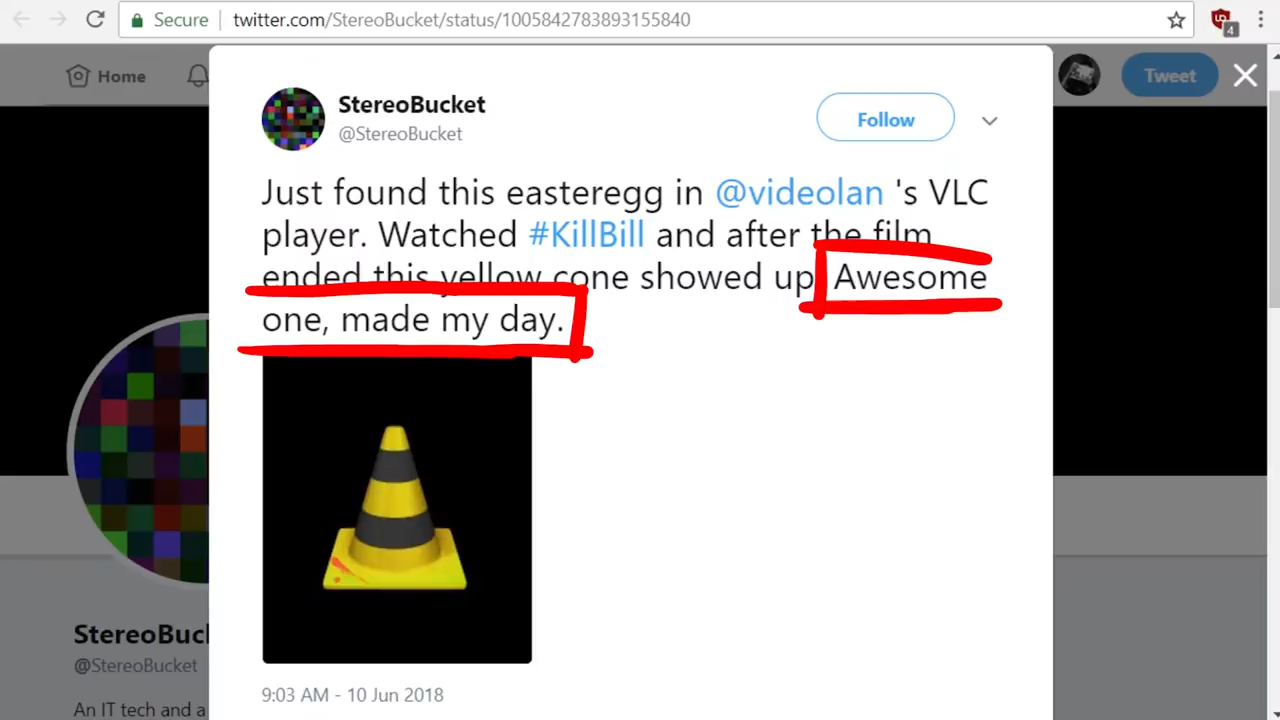 Secure twitter.com/StereoBucket/status/1005842783893155840
4
Home
Tweet
StereoBucket
@StereoBucket
Follow
Just found this easteregg in @videolan 's VLC
player. Watched #KillBill and after the film
ended this yellow cone showed up. Awesome
one, made my day.
9:03 AM - 10 Jun 2018
StereoBuc
@StereoBucket
An IT tech and a